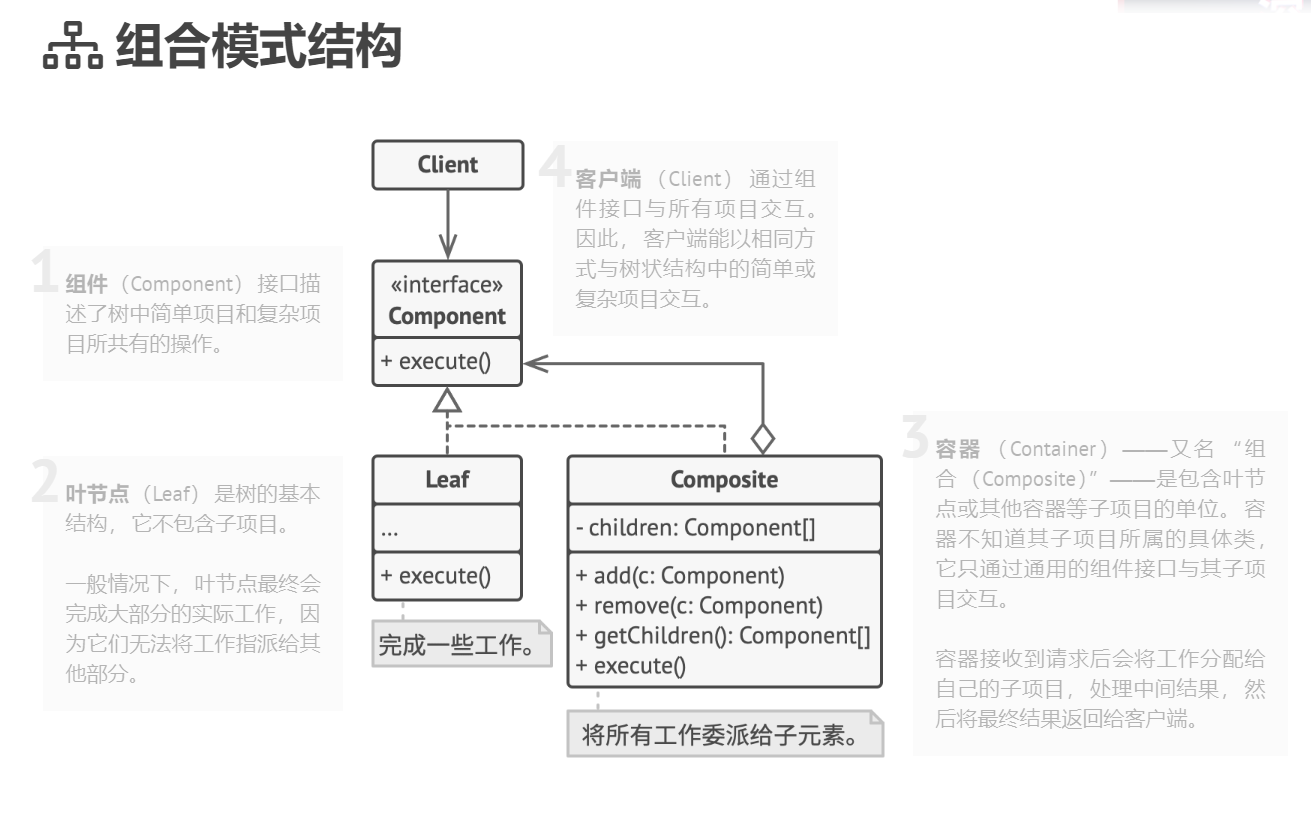 组合模式结构
Client
4
客户端 （Client） 通过组
件接口与所有项目交互。
因此， 客户端能以相同方
式与树状结构中的简单或
复杂项目交互。
1
组件 （Component） 接口描
述了树中简单项目和复杂项
目所共有的操作。
«interface»
Component
+ execute()
2
叶节点 （Leaf） 是树的基本
结构， 它不包含子项目。
一般情况下， 叶节点最终会
完成大部分的实际工作， 因
为它们无法将工作指派给其
他部分。
Leaf
...
+ execute()
完成一些工作。
Composite
- children: Component[]
+ add(c: Component)
+ remove(c: Component)
+ getChildren(): Component[]
+ execute()
将所有工作委派给子元素。
3
容器 （Container） ——又名 “组
合 （Composite）” ——是包含叶节
点或其他容器等子项目的单位。 容
器不知道其子项目所属的具体类，
它只通过通用的组件接口与其子项
目交互。
容器接收到请求后会将工作分配给
自己的子项目， 处理中间结果， 然
后将最终结果返回给客户端。